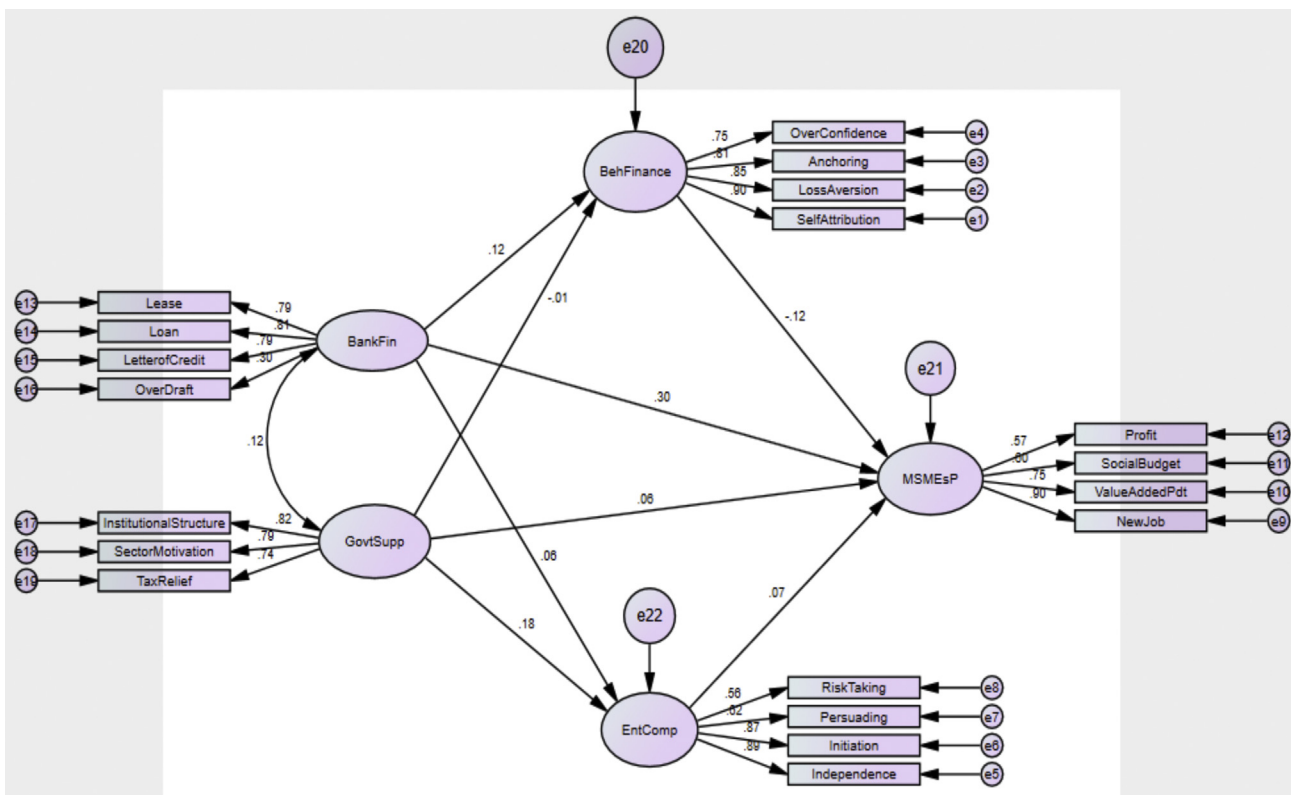 e20
BehFinance
.75
.81
.85
.90
OverConfidence
e4
Anchoring
e3
LossAversion
e2
SelfAttribution
e1
.12
-.01
-.12
e13
Lease
.79
e14
Loan
.81
e15
LetterofCredit
.79
e16
OverDraft
.30
BankFin
.30
.12
e21
MSMEsP
.57
.75
.90
Profit
e12
SocialBudget
e11
ValueAddedPdt
e10
NewJob
e9
e17
InstitutionalStructure
.82
e18
SectorMotivation
.79
e19
TaxRelief
.74
GovtSupp
.06
.06
.18
.07
e22
EntComp
.56
.62
.87
.89
RiskTaking
e8
Persuading
e7
Initiation
e6
Independence
e5